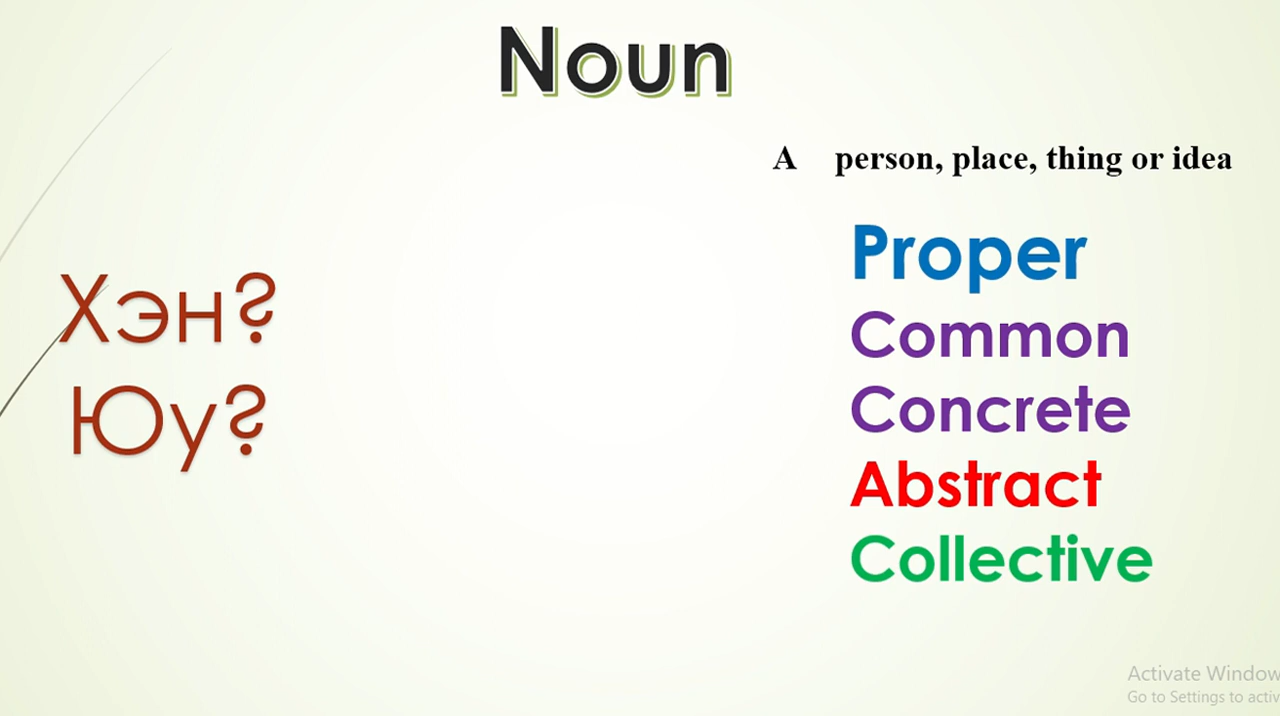 Noun
A person, place, thing or idea
Хэн?
Юу?
Proper
Common
Concrete
Abstract
Collective
Activate Window
Go to Settings to activ